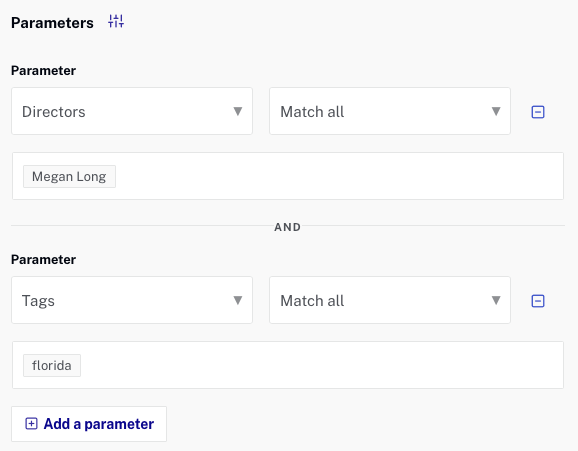 Parameters
Parameter
Directors Match all
Megan Long
AND
Parameter
Tags Match all
florida
Add a parameter